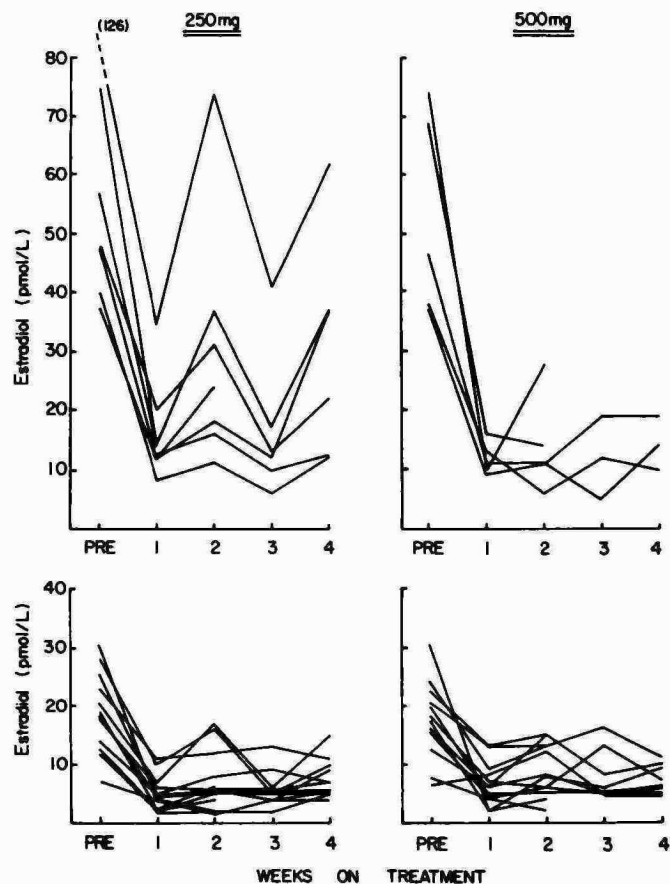 250mg
500mg
(126)
80
70
60
50
40
30
20
10
Estradiol (pmol/L)
PRE 1 2 3 4
PRE 1 2 3 4
40
30
20
10
Estradiol (pmol/L)
PRE 1 2 3 4
PRE 1 2 3 4
WEEKS ON TREATMENT